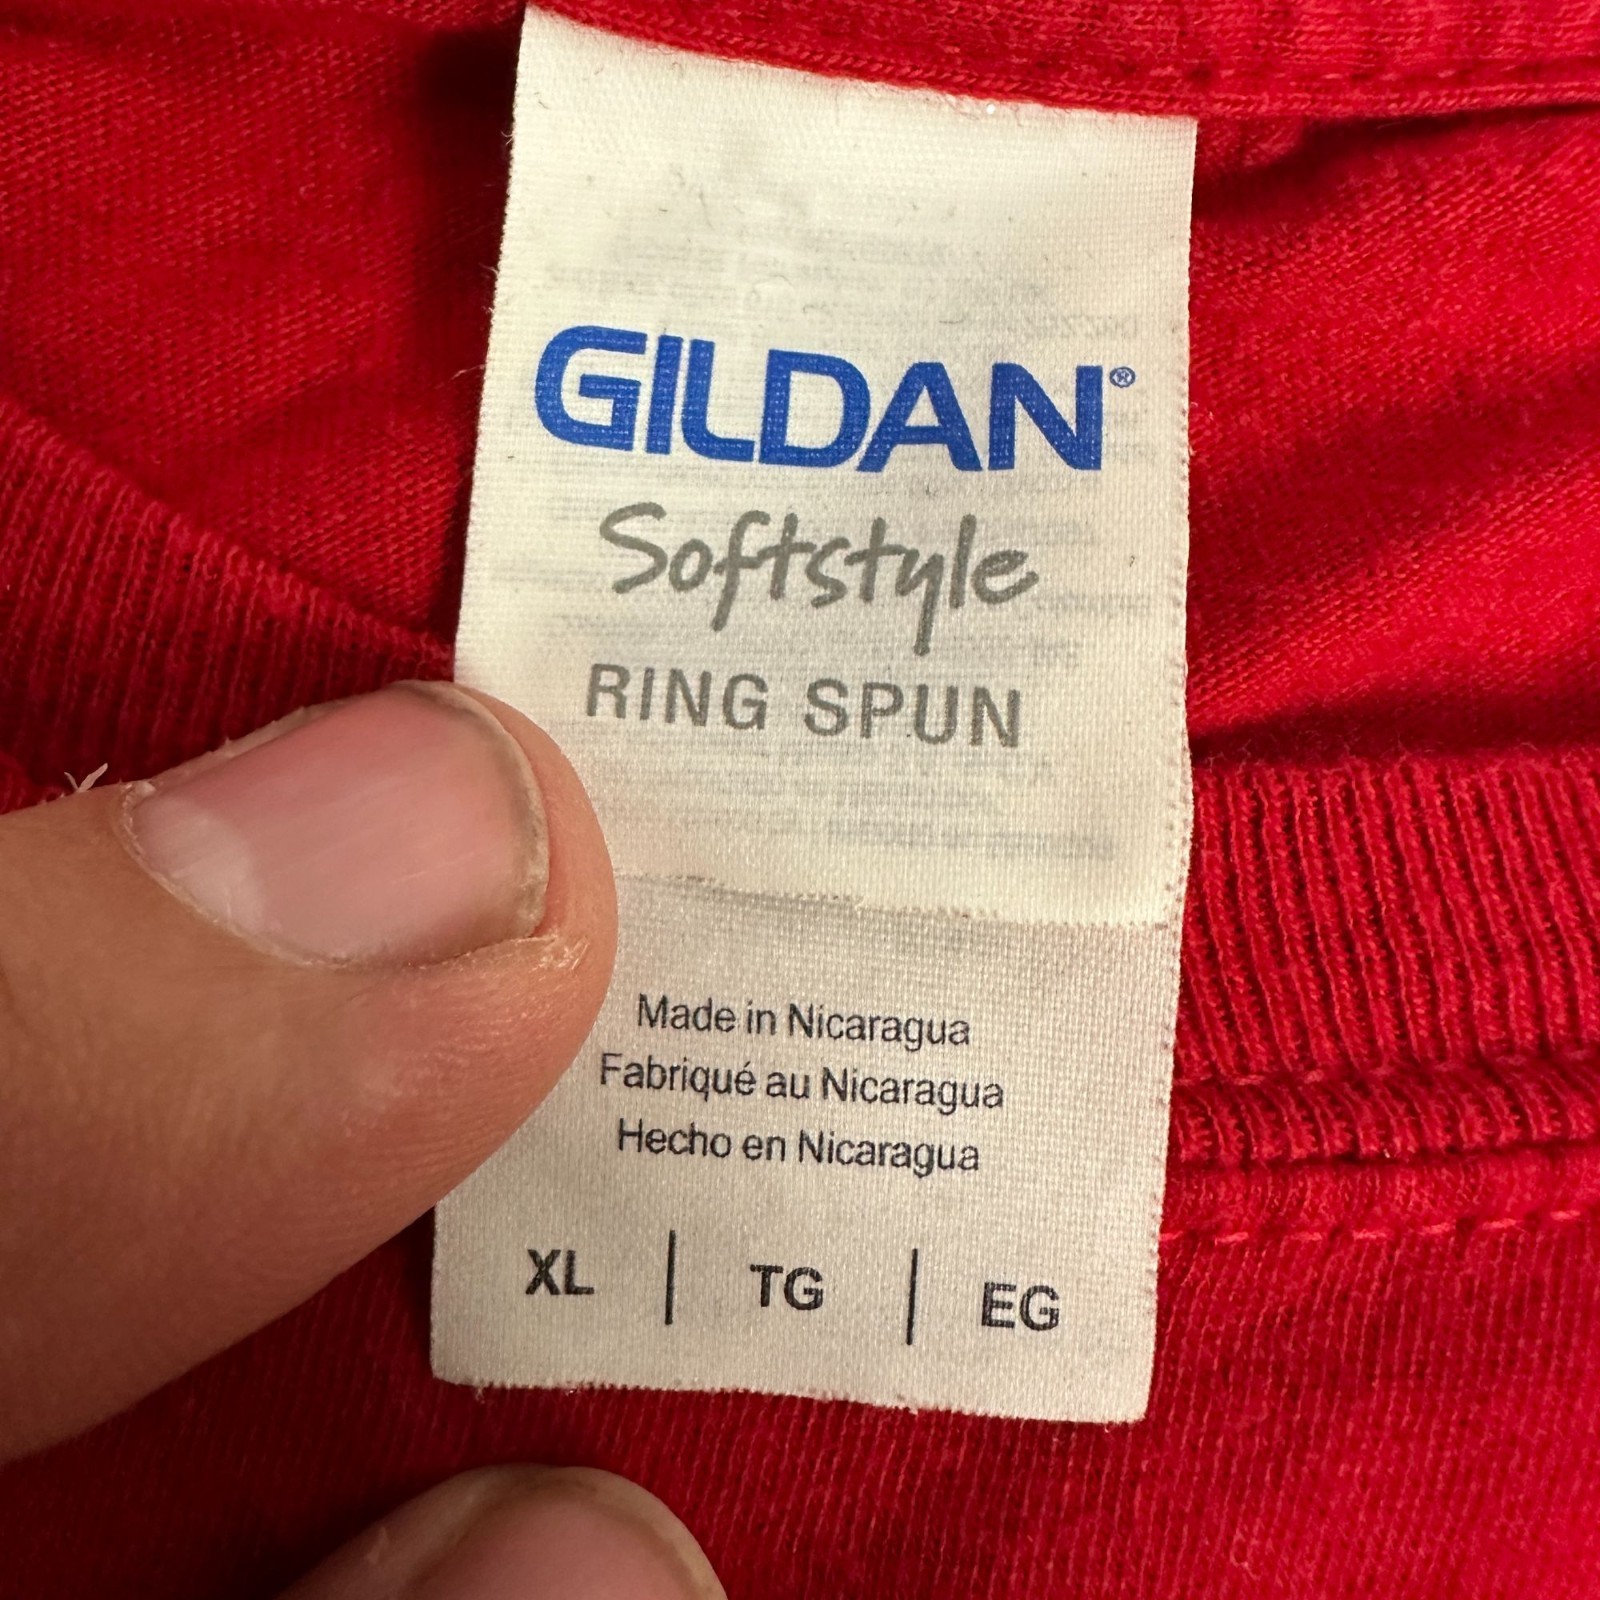 GILDAN®
Softstyle
RING SPUN
Made in Nicaragua
Fabriqué au Nicaragua
Hecho en Nicaragua
XL | TG | EG